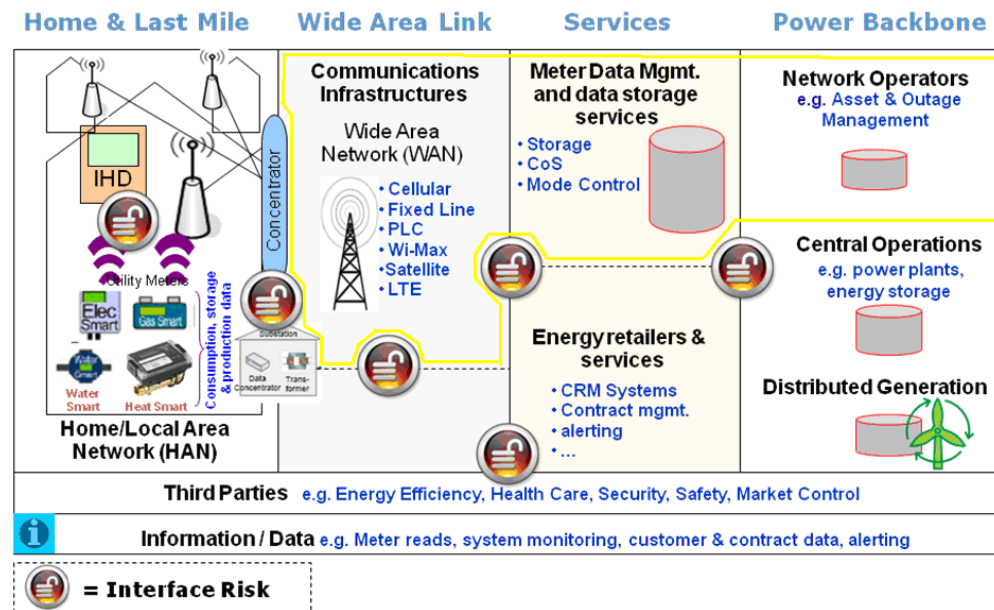 Home & Last Mile
Wide Area Link
Services
Power Backbone
IHD
Concentrator
Utility Meters
Elec
Smart
Gas Smart
Water
Smart
Water
Smart
Heat Smart
Consumption, storage
& production data
Substation
Data
Concentrator
Trans-
former
Home/Local Area
Network (HAN)
Communications
Infrastructures
Wide Area
Network (WAN)
• Cellular
• Fixed Line
• PLC
• Wi-Max
• Satellite
• LTE
Meter Data Mgmt.
and data storage
services
• Storage
• CoS
• Mode Control
Energy retailers &
services
• CRM Systems
• Contract mgmt.
• alerting
• ...
Network Operators
e.g. Asset & Outage
Management
Central Operations
e.g. power plants,
energy storage
Distributed Generation
Third Parties e.g. Energy Efficiency, Health Care, Security, Safety, Market Control
i
Information / Data e.g. Meter reads, system monitoring, customer & contract data, alerting
= Interface Risk